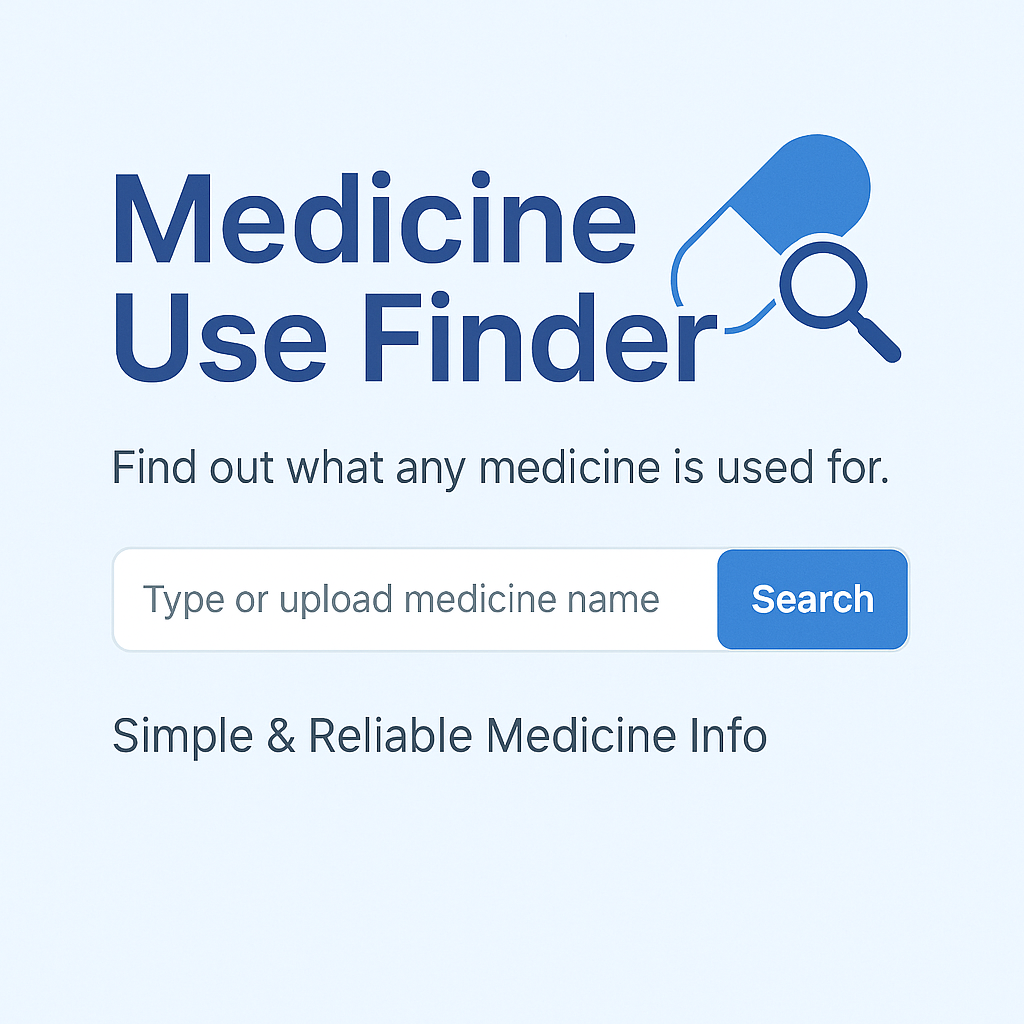 Medicine
Use Finder
Find out what any medicine is used for.
Type or upload medicine name
Search
Simple & Reliable Medicine Info